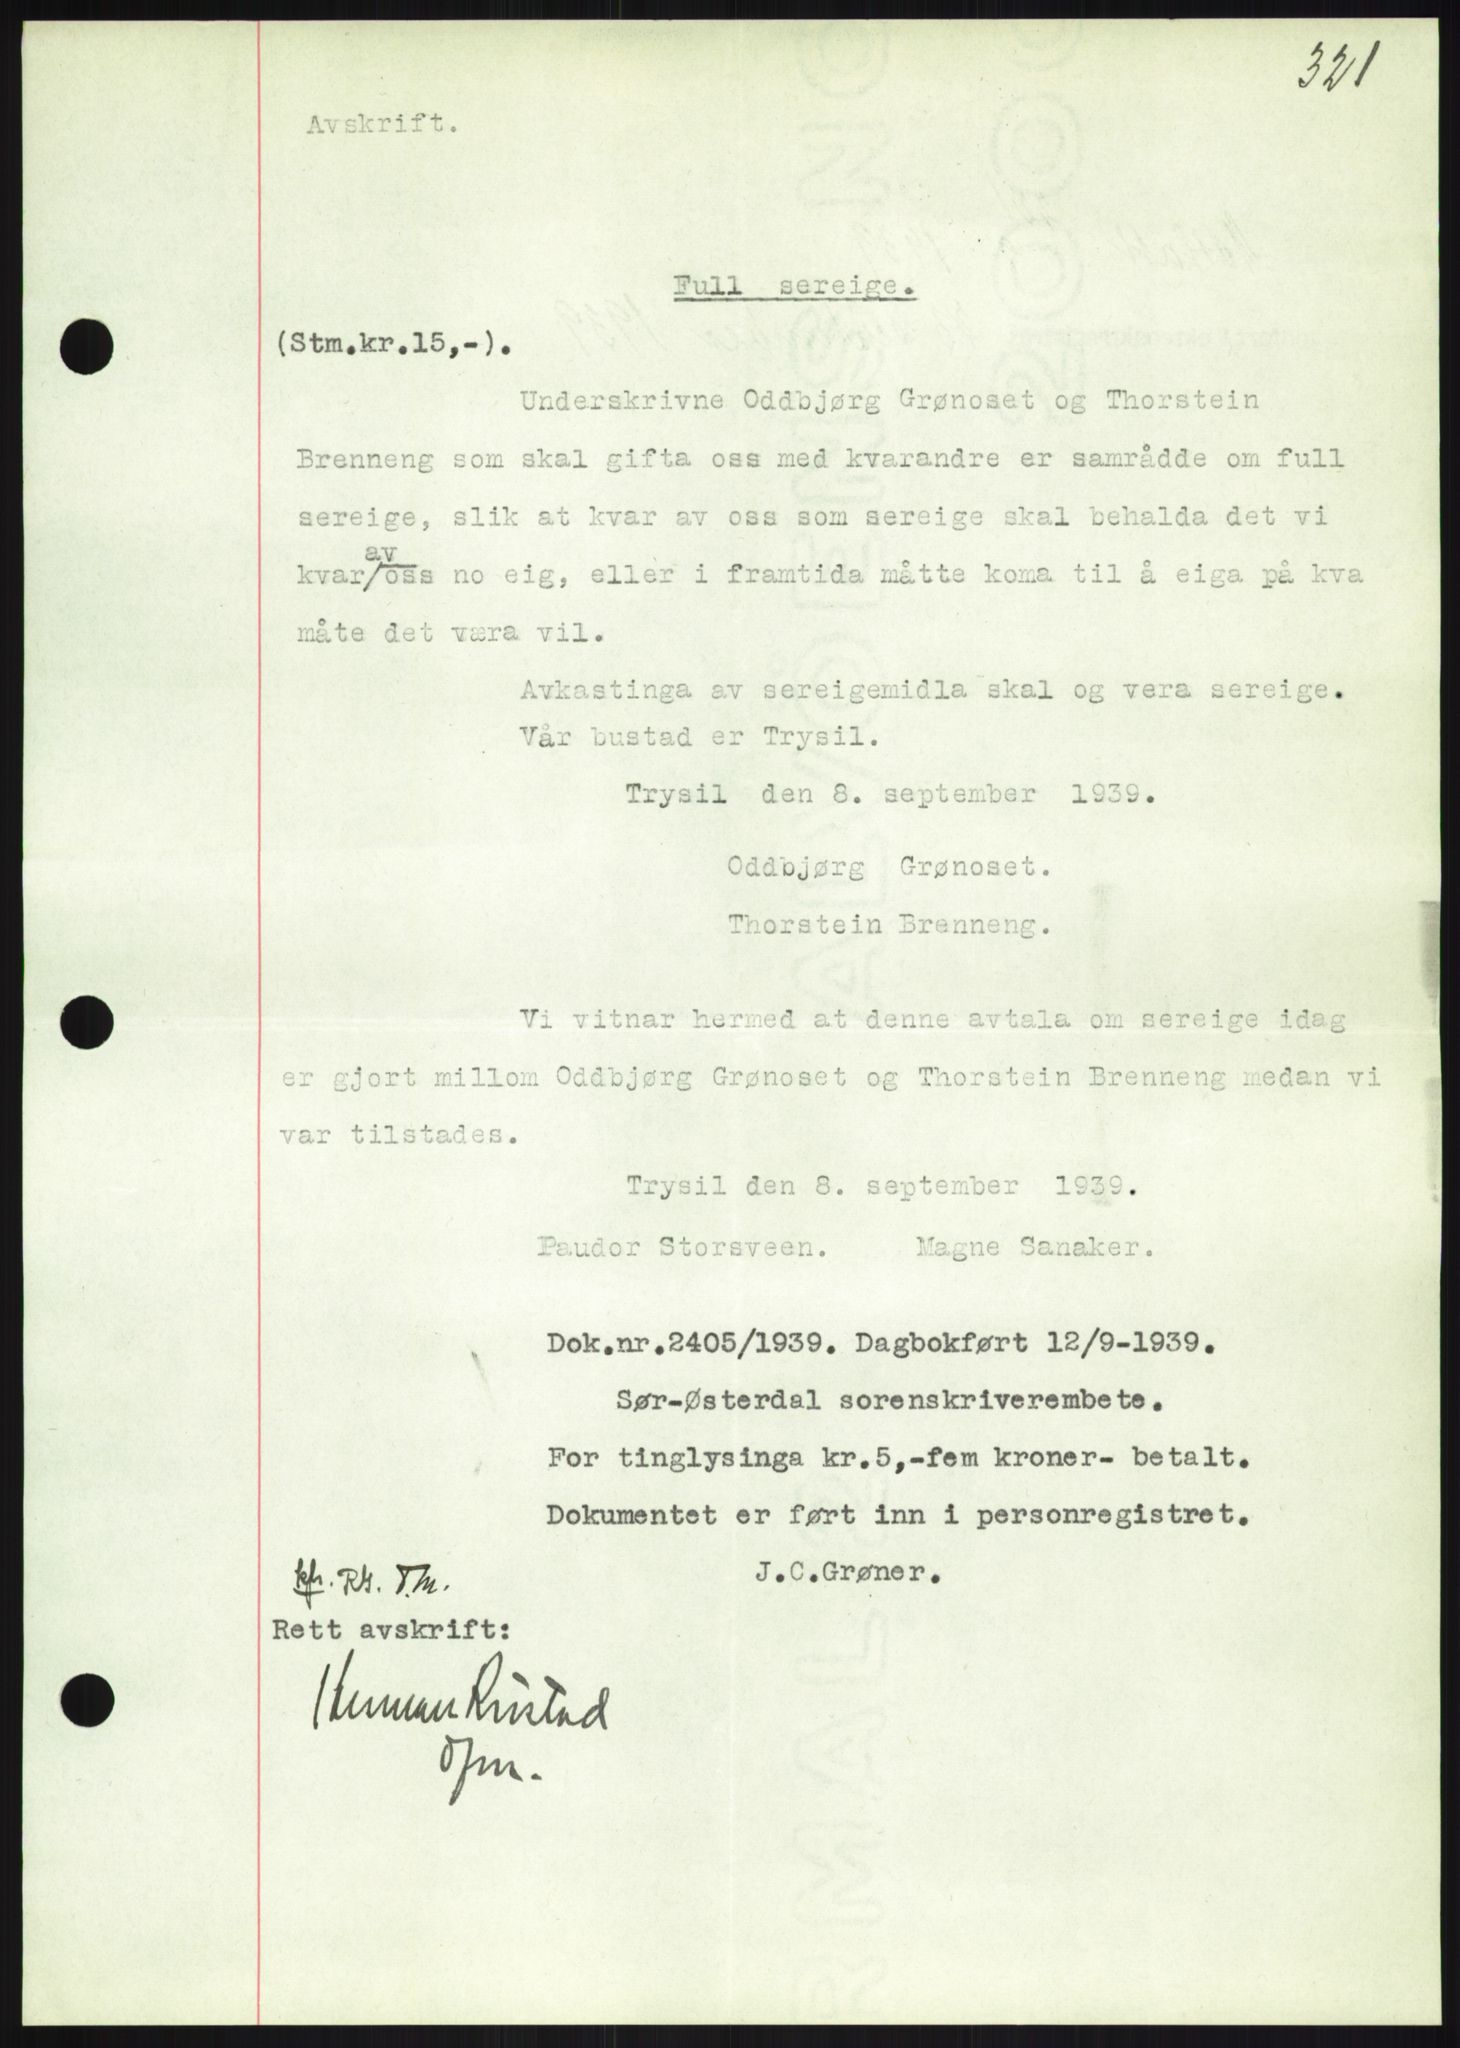 321
Avskrift.
Full sereige.
(Stm.kr.15,-).
Underskrivne Oddbjørg Grønoset og Thorstein
Brenneng som skal gifta oss med kvarandre er samrådde om full
sereige, slik at kvar av oss som sereige skal behalda det vi
av
kvar/oss no eig, eller i framtida måtte koma til å eiga på kva
måte det væra vil.
Avkastinga av sereigemidla skal og vera sereige.
Vår bustad er Trysil.
Trysil den 8. september 1939.
Oddbjørg Grønoset.
Thorstein Brenneng.
Vi vitnar hermed at denne avtala om sereige idag
er gjort millom Oddbjørg Grønoset og Thorstein Brenneng medan vi
var tilstades.
Trysil den 8. september 1939.
Paudor Storsveen. Magne Sanaker.
Dok.nr.2405/1939. Dagbokført 12/9-1939.
Sør-Østerdal sorenskriverembete.
For tinglysinga kr.5,-fem kroner- betalt.
Dokumentet er ført inn i personregistret.
J.C.Grøner.
T.M.
Rett avskrift:
Herman Rustad